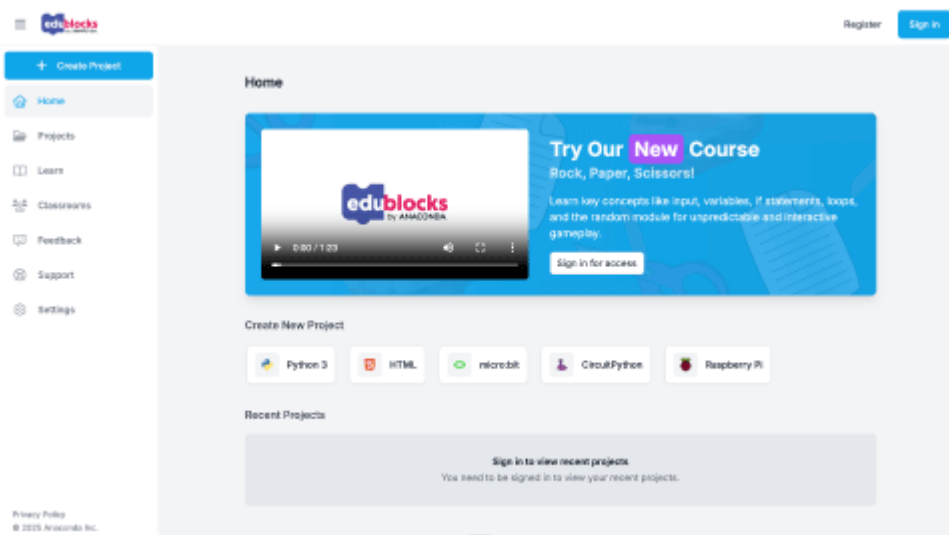 edublocks
by ANACONDA
Register
Sign in
+ Create Project
Home
Projects
Learn
Classrooms
Feedback
Support
Settings
Privacy Policy
© 2025 Anaconda Inc.
Home
edublocks
by ANACONDA
0:00 / 1:23
Try Our New Course
Rock, Paper, Scissors!
Learn key concepts like input, variables, if statements, loops,
and the random module for unpredictable and interactive
gameplay.
Sign in for access
Create New Project
Python 3
HTML
micro:bit
CircuitPython
Raspberry Pi
Recent Projects
Sign in to view recent projects
You need to be signed in to view your recent projects.